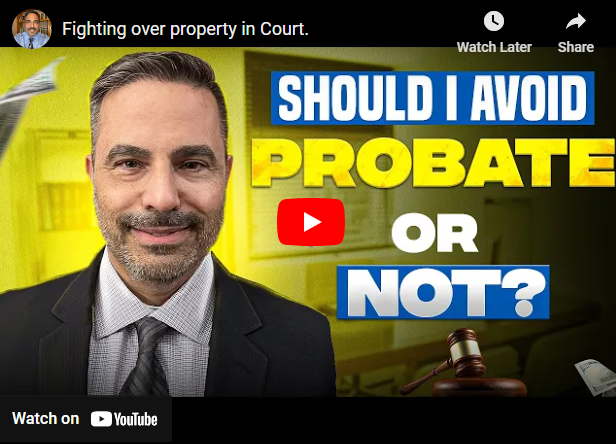 Fighting over property in Court.
Watch Later
Share
SHOULD I AVOID
PROBATE
OR
NOT?
Watch on YouTube